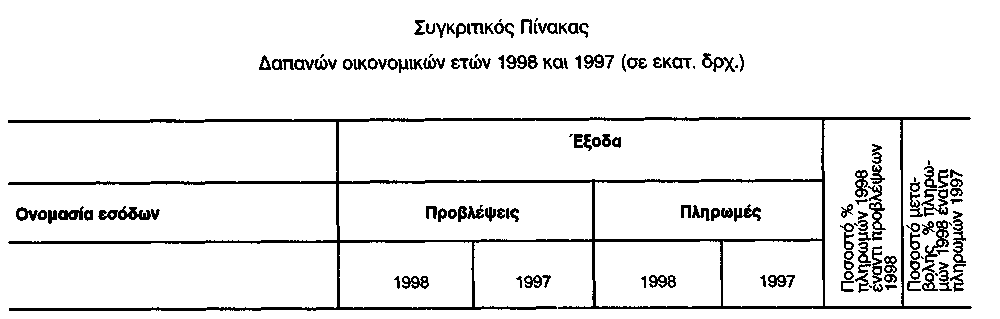 Συγκριτικός Πίνακας
Δαπανών οικονομικών ετών 1998 και 1997 (σε εκατ. δρχ.)
Έξοδα
Ονομασία εσόδων
Προβλέψεις
Πληρωμές
1998
1997
1998
1997
Ποσοστό %
πληρωμών 1998
έναντι προβλέψεων
1998
Ποσοστό μετα-
βολής % πληρω-
μών 1998 έναντι
πληρωμών 1997